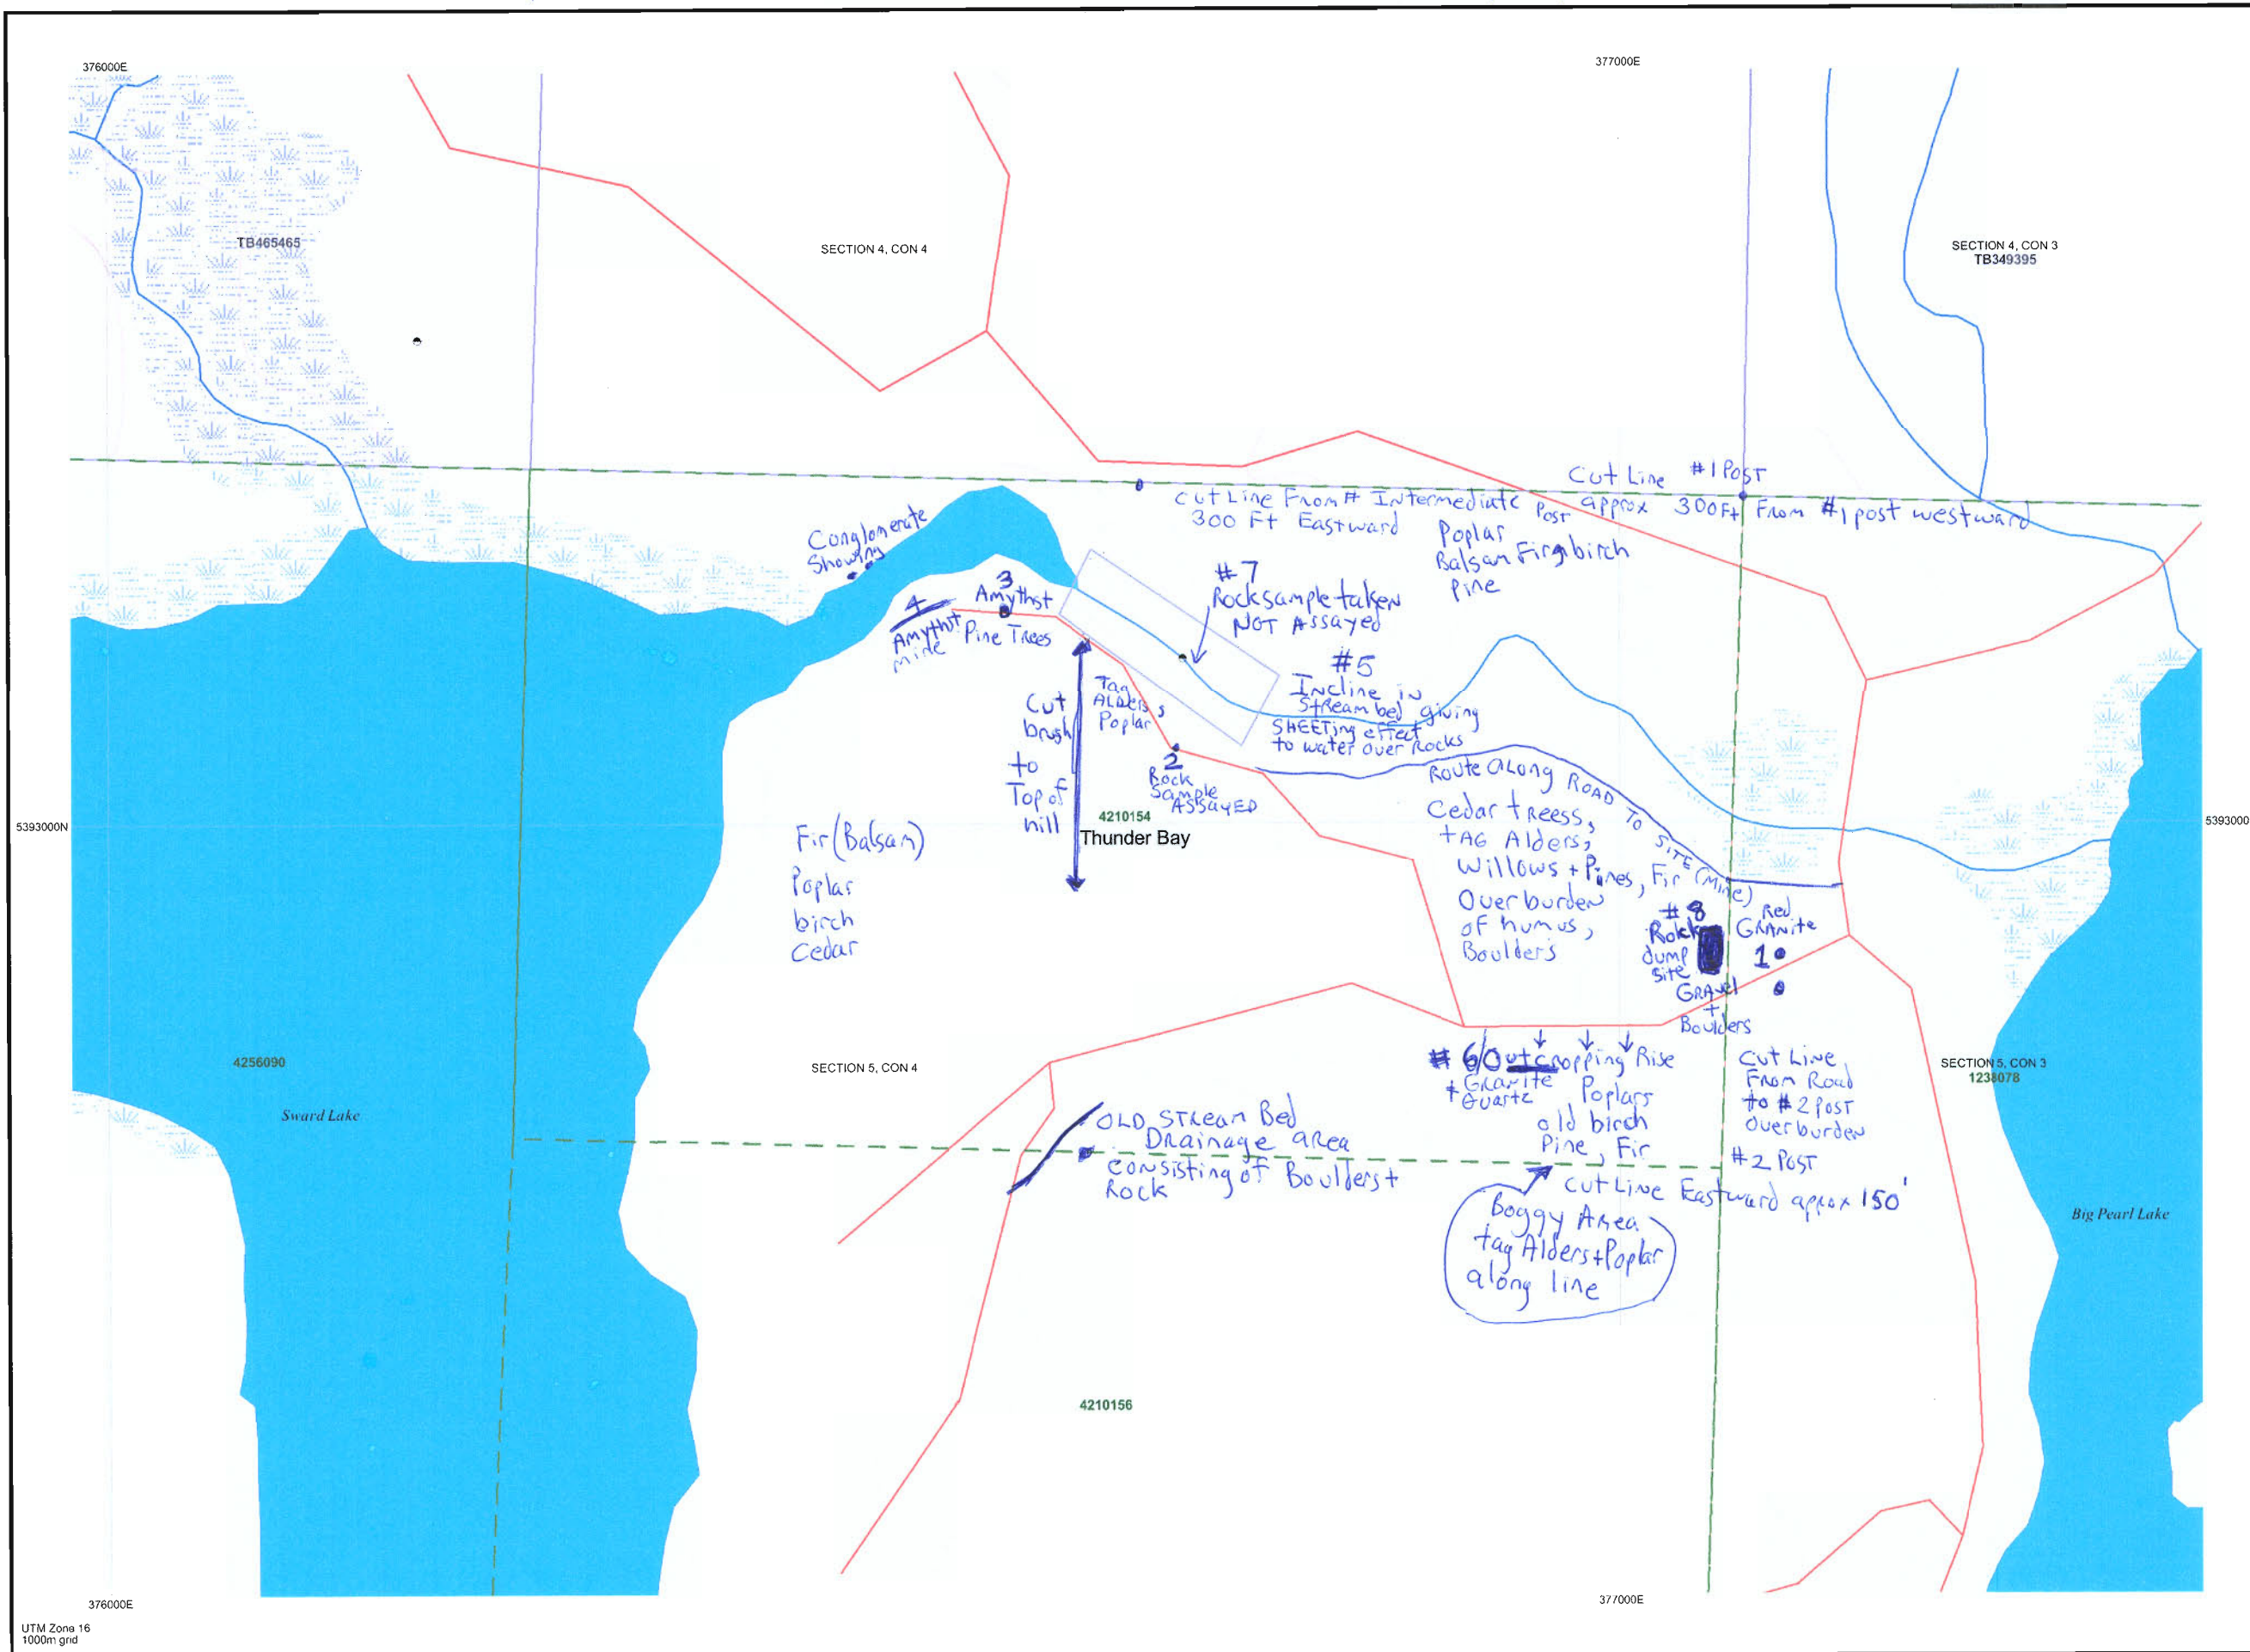 376000E
377000E
TB465465
SECTION 4, CON 4
SECTION 4, CON 3
TB349395
Cut Line #1 Post
Cut Line From # Intermediate Post approx 300 Ft From #1 post westward
300 Ft Eastward
Poplar
Balsam Fir birch
Pine
Conglomerate
Showing
3
Amythst
4
Amythst
mine
Pine Trees
#7
Rock sample taken
NOT Assayed
#5
Incline in
Stream bed giving
SHEETing effect
to water over Rocks
Cut
brush
to
Top of
hill
Tag
ALders
Poplar
2
Rock
Sample
ASSAYED
4210154
Thunder Bay
5393000N
5393000
Fir (Balsam)
Poplar
birch
Cedar
Route along ROAD TO SITE (Mine)
Cedar treess,
tAG Alders,
Willows + Pines, Fir
Overburden
of humus,
Boulders
#8
Rock
dump
site
Red
GRANite
1
GRAvel
+
Boulders
4256090
Sward Lake
SECTION 5, CON 4
SECTION 5, CON 3
1238078
#6 Outcropping Rise
+ Granite
Quartz
Poplars
old birch
Pine, Fir
Cut Line
From Road
to #2 Post
overburden
#2 Post
OLD STReam Bed
Drainage area
consisting of Boulders +
Rock
Cut Line Eastward aprox 150'
Boggy Area
tag Alders + Poplar
along line
Big Pearl Lake
4210156
376000E
377000E
UTM Zone 16
1000m grid